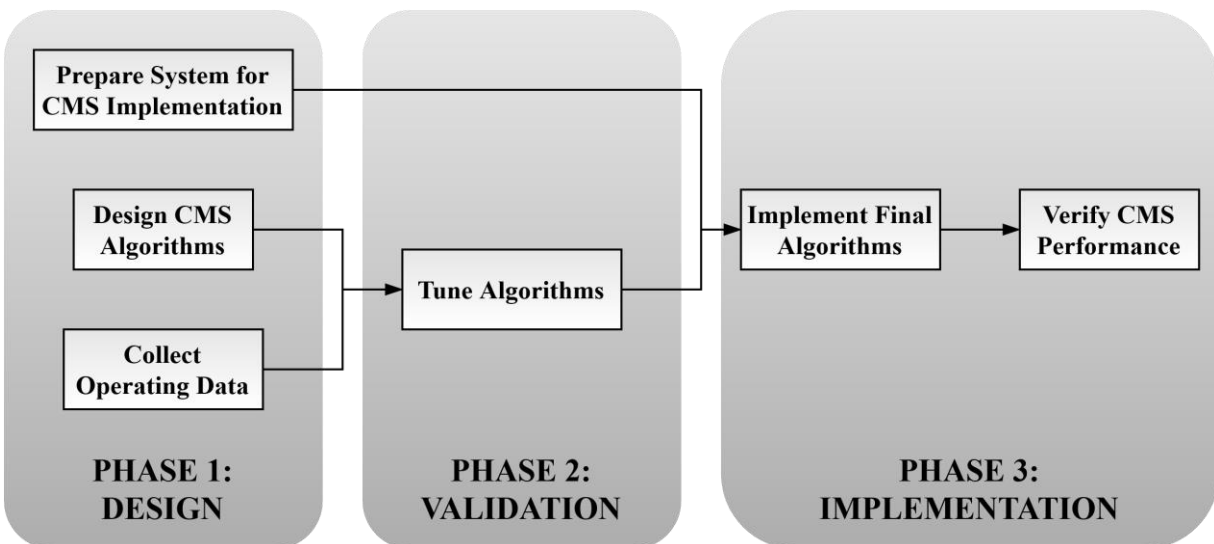 Prepare System for
CMS Implementation
Design CMS
Algorithms
Collect
Operating Data
PHASE 1:
DESIGN
Tune Algorithms
PHASE 2:
VALIDATION
Implement Final
Algorithms
Verify CMS
Performance
PHASE 3:
IMPLEMENTATION